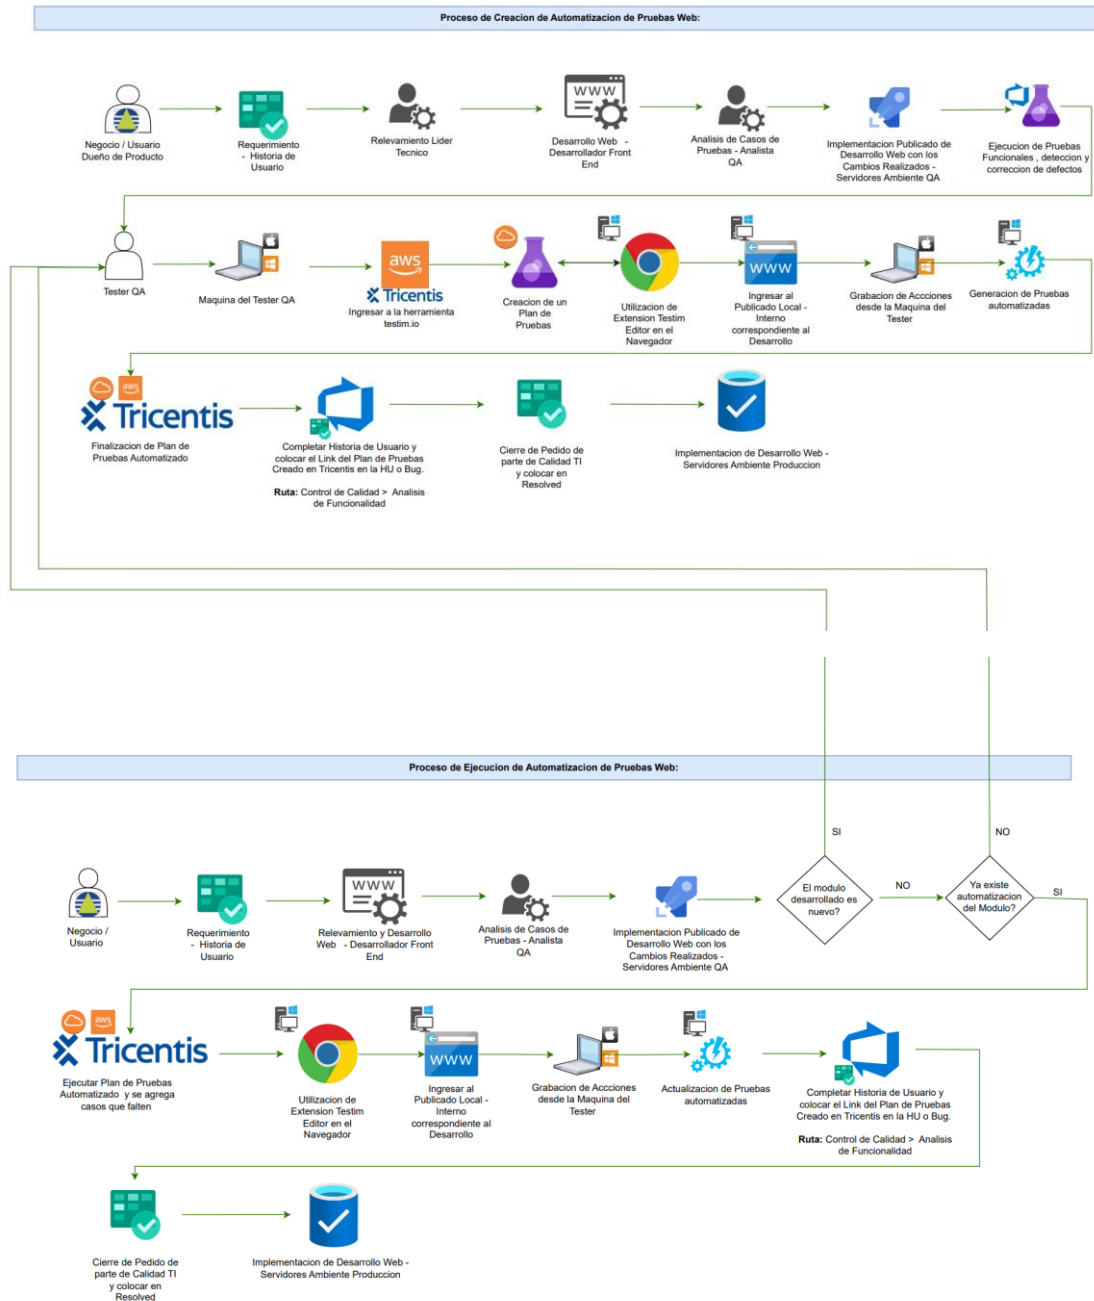 Proceso de Creacion de Automatizacion de Pruebas Web:
Negocio / Usuario
Dueño de Producto
Requerimiento
- Historia de
Usuario
Relevamiento Lider
Tecnico
WWW
Desarrollo Web -
Desarrollador Front
End
Analisis de Casos de
Pruebas - Analista
QA
Implementacion Publicado de
Desarrollo Web con los
Cambios Realizados -
Servidores Ambiente QA
Ejecucion de Pruebas
Funcionales , deteccion y
correccion de defectos
Tester QA
Maquina del Tester QA
aws
Tricentis
Ingresar a la herramienta
testim.io
Creacion de un
Plan de
Pruebas
Utilizacion de
Extension Testim
Editor en el
Navegador
WWW
Ingresar al
Publicado Local -
Interno
correspondiente al
Desarrollo
Grabacion de Accciones
desde la Maquina del
Tester
Generacion de Pruebas
automatizadas
aws
Tricentis
Finalizacion de Plan de
Pruebas Automatizado
Completar Historia de Usuario y
colocar el Link del Plan de Pruebas
Creado en Tricentis en la HU o Bug.
Ruta: Control de Calidad > Analisis
de Funcionalidad
Cierre de Pedido de
parte de Calidad TI
y colocar en
Resolved
Implementacion de Desarrollo Web -
Servidores Ambiente Produccion
Proceso de Ejecucion de Automatizacion de Pruebas Web:
SI
NO
Negocio /
Usuario
Requerimiento
- Historia de
Usuario
WWW
Relevamiento y Desarrollo
Web - Desarrollador Front
End
Analisis de Casos de
Pruebas - Analista
QA
Implementacion Publicado de
Desarrollo Web con los
Cambios Realizados -
Servidores Ambiente QA
El modulo
desarrollado es
nuevo?
NO
Ya existe
automatizacion
del Modulo?
SI
aws
Tricentis
Ejecutar Plan de Pruebas
Automatizado y se agrega
casos que falten
Utilizacion de
Extension Testim
Editor en el
Navegador
WWW
Ingresar al
Publicado Local -
Interno
correspondiente al
Desarrollo
Grabacion de Accciones
desde la Maquina del
Tester
Actualizacion de Pruebas
automatizadas
Completar Historia de Usuario y
colocar el Link del Plan de Pruebas
Creado en Tricentis en la HU o Bug.
Ruta: Control de Calidad > Analisis
de Funcionalidad
Cierre de Pedido de
parte de Calidad TI
y colocar en
Resolved
Implementacion de Desarrollo Web -
Servidores Ambiente Produccion